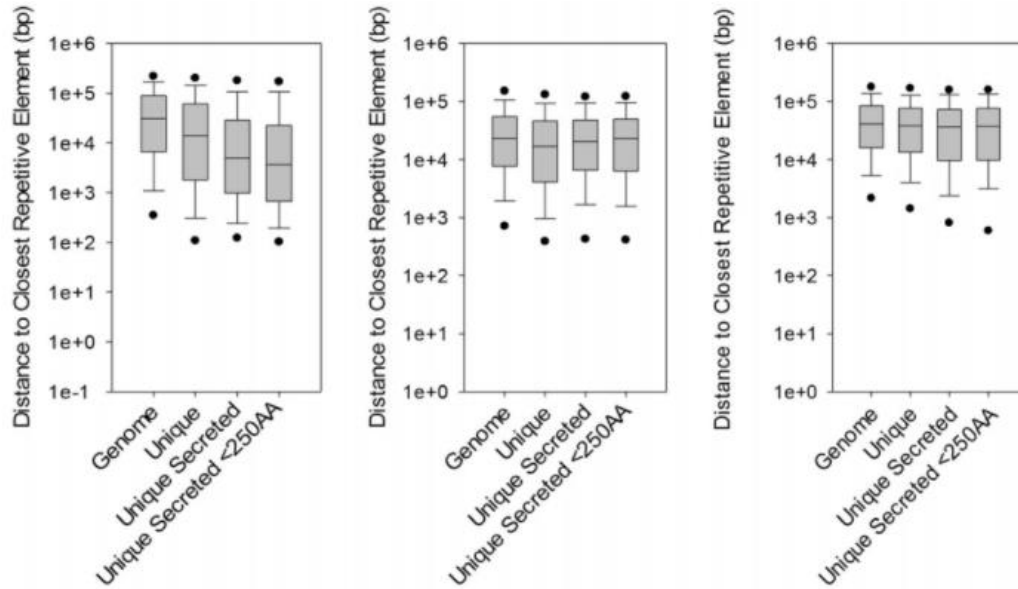 Distance to Closest Repetitive Element (bp)
1e+6
1e+5
1e+4
1e+3
1e+2
1e+1
1e+0
1e-1
Genome
Unique
Unique Secreted
Unique Secreted <250AA
Distance to Closest Repetitive Element (bp)
1e+6
1e+5
1e+4
1e+3
1e+2
1e+1
1e+0
Genome
Unique
Unique Secreted
Unique Secreted <250AA
Distance to Closest Repetitive Element (bp)
1e+6
1e+5
1e+4
1e+3
1e+2
1e+1
1e+0
Genome
Unique
Unique Secreted
Unique Secreted <250AA